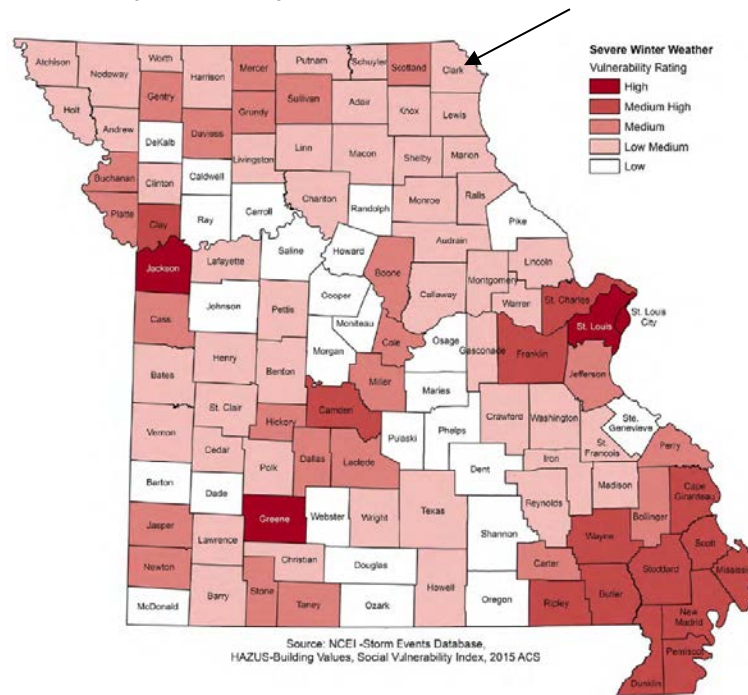 Severe Winter Weather
Vulnerability Rating
High
Medium High
Medium
Low Medium
Low
Atchison
Nodaway
Worth
Harrison
Mercer
Putnam
Schuyler
Scotland
Clark
Holt
Andrew
Gentry
Grundy
Sullivan
Adair
Knox
Lewis
DeKalb
Daviess
Livingston
Linn
Macon
Shelby
Marion
Buchanan
Clinton
Caldwell
Chariton
Randolph
Monroe
Ralls
Pike
Platte
Clay
Ray
Carroll
Saline
Howard
Boone
Audrain
Lincoln
Jackson
Lafayette
Cooper
Callaway
Montgomery
Warren
St. Charles
St. Louis
City
St. Louis
Cass
Johnson
Pettis
Moniteau
Cole
Osage
Gasconade
Franklin
Jefferson
Bates
Henry
Benton
Morgan
Miller
Maries
St. Clair
Hickory
Camden
Pulaski
Phelps
Crawford
Washington
Ste.
Genevieve
Vernon
Cedar
Polk
Dallas
Laclede
Dent
Iron
St.
Francois
Perry
Barton
Dade
Greene
Webster
Wright
Texas
Reynolds
Madison
Bollinger
Cape
Girardeau
Jasper
Lawrence
Christian
Douglas
Shannon
Wayne
Scott
Newton
Stone
Taney
Carter
Stoddard
Mississi
McDonald
Barry
Ozark
Howell
Oregon
Ripley
Butler
New
Madrid
Pemiscot
Dunklin
Source: NCEI -Storm Events Database,
HAZUS-Building Values, Social Vulnerability Index, 2015 ACS